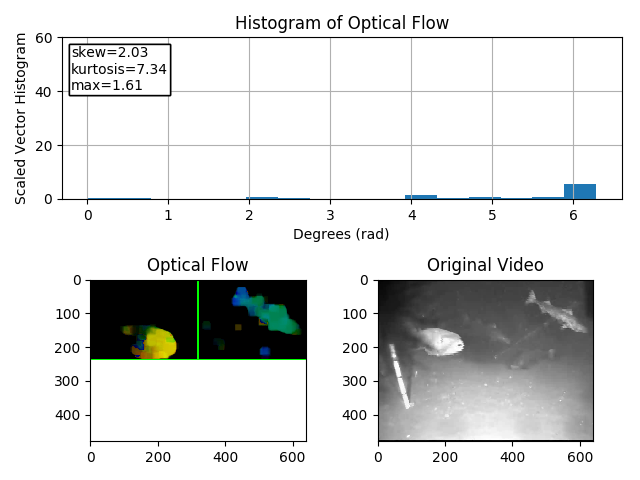 Histogram of Optical Flow
Scaled Vector Histogram
60
40
20
0
skew=2.03
kurtosis=7.34
max=1.61
0 1 2 3 4 5 6
Degrees (rad)
Optical Flow
0
100
200
300
400
0 200 400 600
Original Video
0
100
200
300
400
0 200 400 600